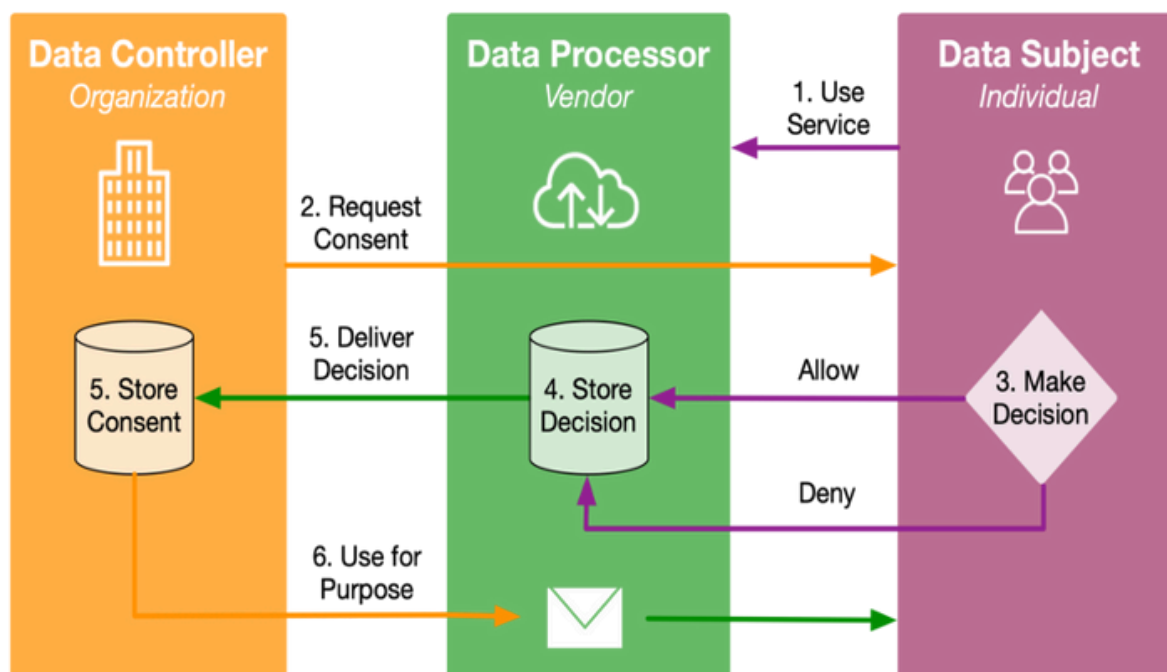 Data Controller
Organization
Data Processor
Vendor
Data Subject
Individual
1. Use
Service
2. Request
Consent
5. Deliver
Decision
Allow
3. Make
Decision
4. Store
Decision
5. Store
Consent
Deny
6. Use for
Purpose